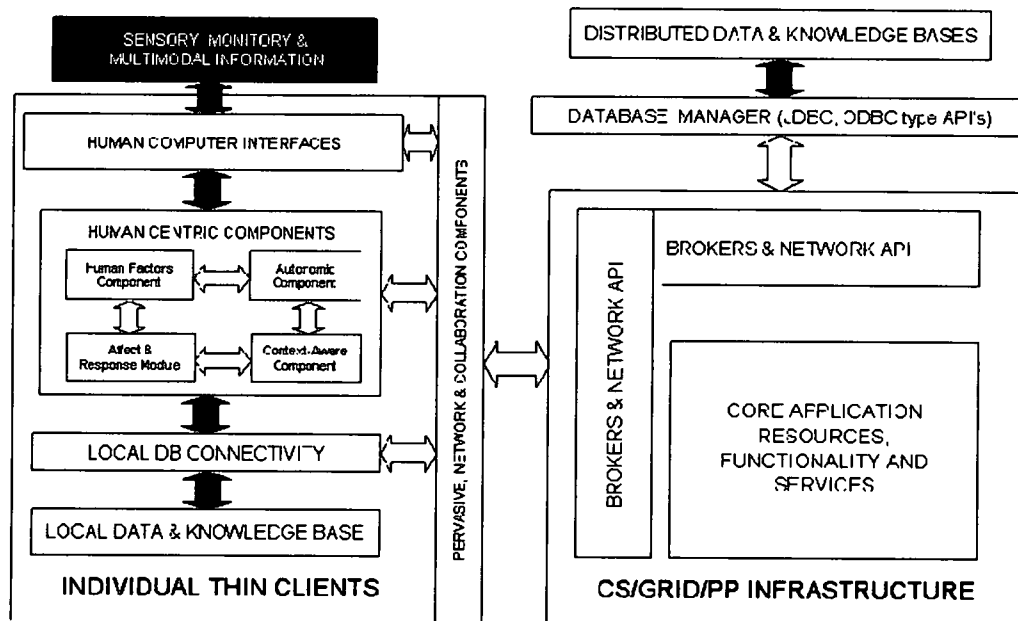 SENSORY MONITORY &
MULTIMODAL INFORMATION
HUMAN COMPUTER INTERFACES
HUMAN CENTRIC COMPONENTS
Human Factors
Component
Autonomic
Component
Affect &
Response Module
Context-Aware
Component
LOCAL DB CONNECTIVITY
LOCAL DATA & KNOWLEDGE BASE
INDIVIDUAL THIN CLIENTS
PERVASIVE, NETWORK & COLLABORATION COMPONENTS
DISTRIBUTED DATA & KNOWLEDGE BASES
DATABASE MANAGER (JDEC, ODBC type API's)
BROKERS & NETWORK API
BROKERS & NETWORK API
CORE APPLICATION
RESOURCES,
FUNCTIONALITY AND
SERVICES
CS/GRID/PP INFRASTRUCTURE